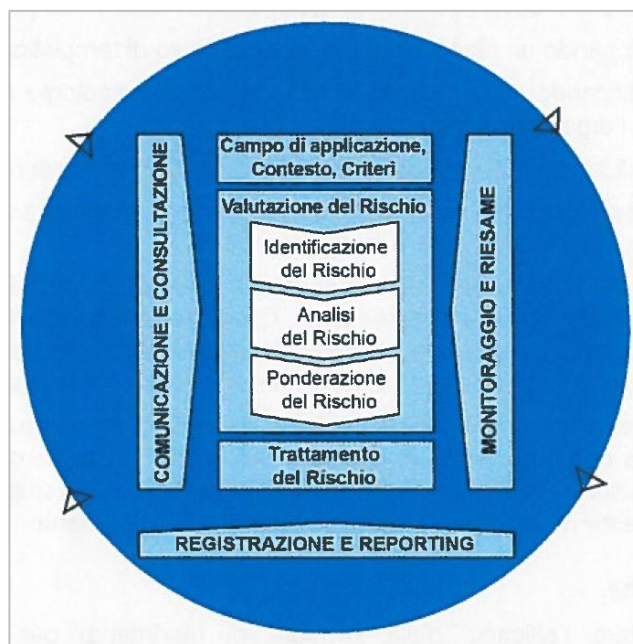 Campo di applicazione,
Contesto, Criteri
Valutazione del Rischio
Identificazione
del Rischio
Analisi
del Rischio
Ponderazione
del Rischio
Trattamento
del Rischio
COMUNICAZIONE E CONSULTAZIONE
MONITORAGGIO E RIESAME
REGISTRAZIONE E REPORTING